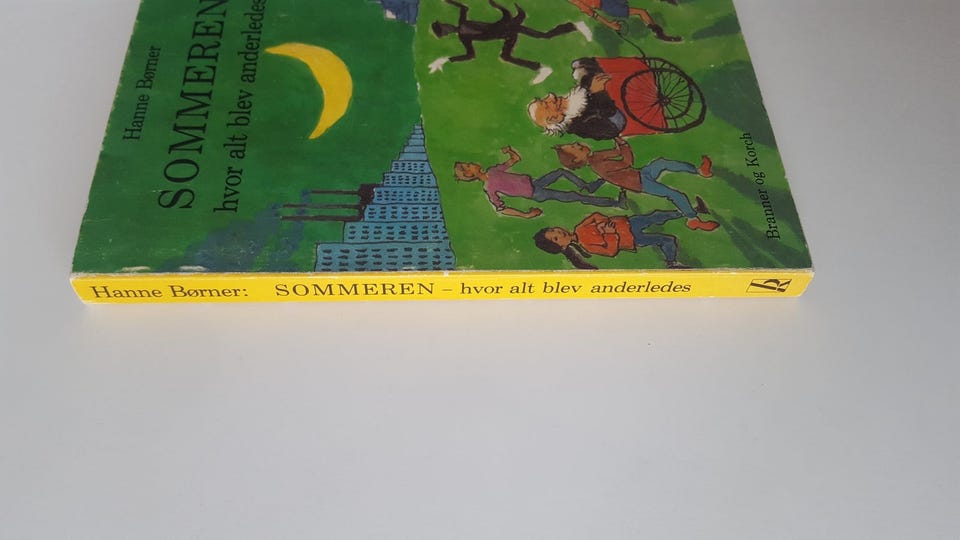 Hanne Børner
SOMMEREN
hvor alt blev anderledes
Branner og Korch
Hanne Børner: SOMMEREN – hvor alt blev anderledes